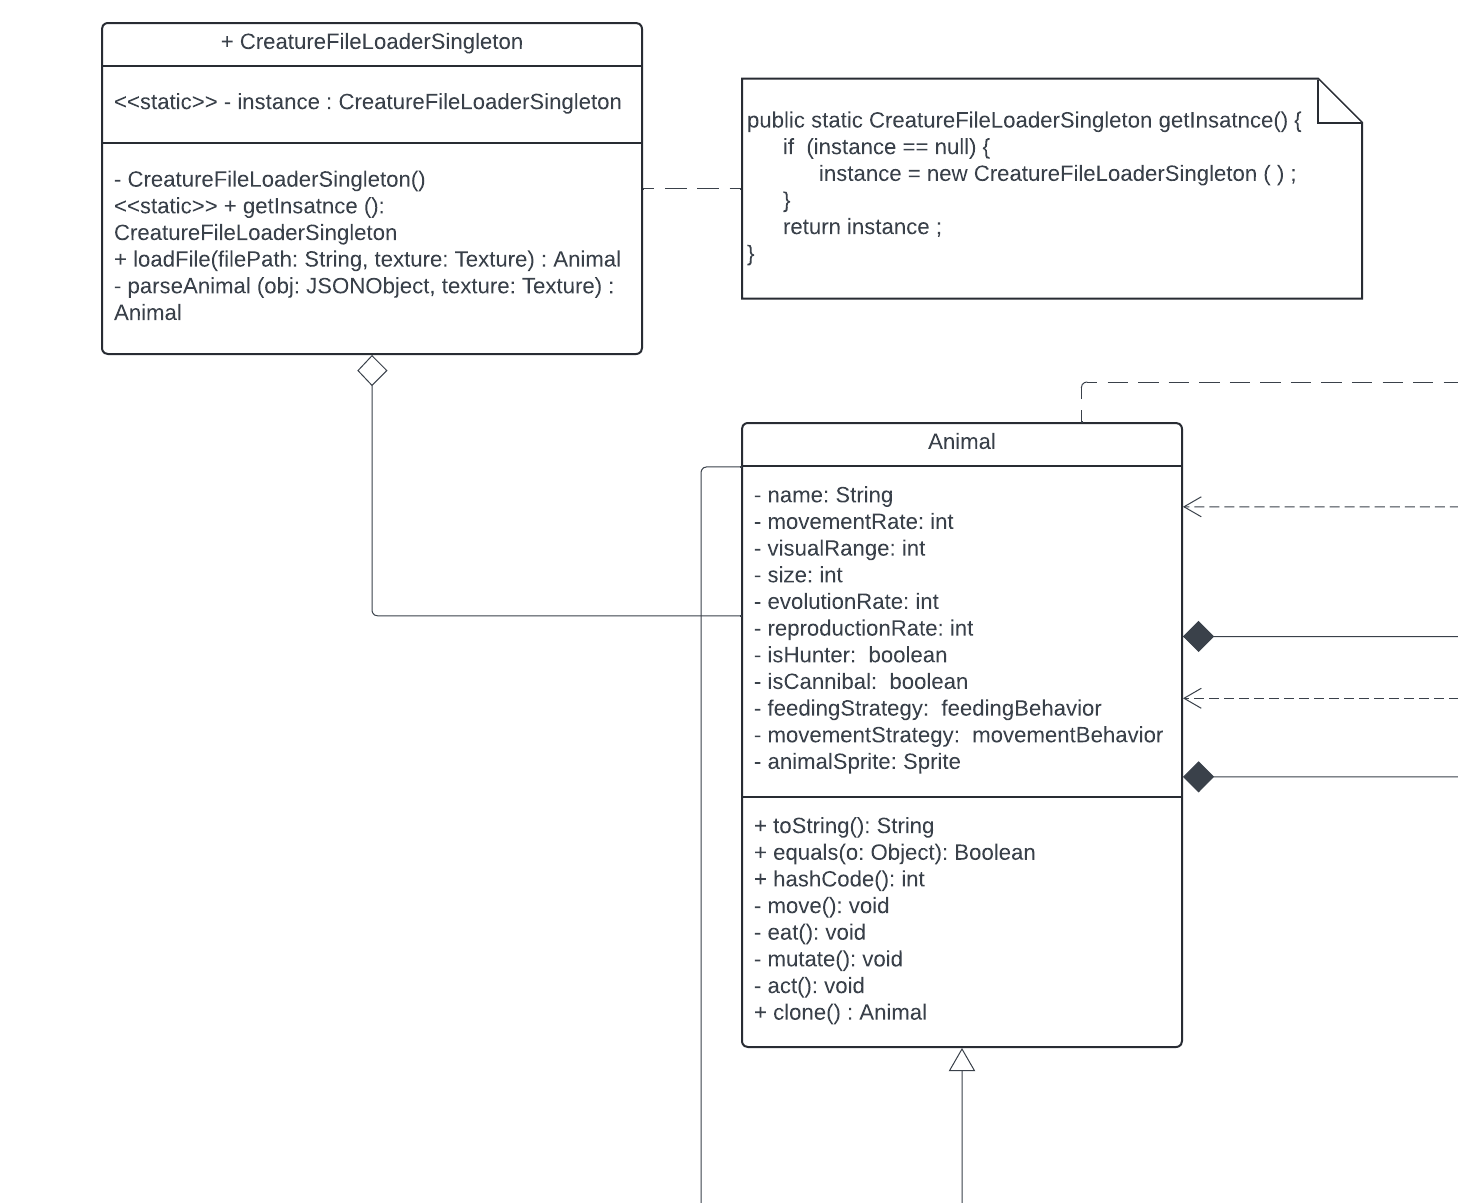 + CreatureFileLoaderSingleton
<<static>> - instance : CreatureFileLoaderSingleton
- CreatureFileLoaderSingleton()
<<static>> + getInsatnce ():
CreatureFileLoaderSingleton
+ loadFile(filePath: String, texture: Texture) : Animal
- parseAnimal (obj: JSONObject, texture: Texture) :
Animal
public static CreatureFileLoaderSingleton getInsatnce() {
if  (instance == null) {
instance = new CreatureFileLoaderSingleton ( ) ;
}
return instance ;
}
Animal
- name: String
- movementRate: int
- visualRange: int
- size: int
- evolutionRate: int
- reproductionRate: int
- isHunter:  boolean
- isCannibal:  boolean
- feedingStrategy:  feedingBehavior
- movementStrategy:  movementBehavior
- animalSprite: Sprite
+ toString(): String
+ equals(o: Object): Boolean
+ hashCode(): int
- move(): void
- eat(): void
- mutate(): void
- act(): void
+ clone() : Animal